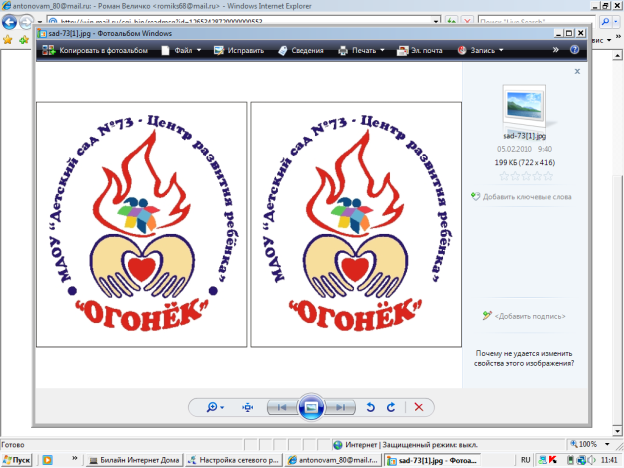 antonovam_80@mail.ru: - Роман Величко <romiks68@mail.ru> - Windows Internet Explorer
sad-73[1].jpg - Фотоальбом Windows
Копировать в фотоальбом Файл Исправить Сведения Печать Эл. почта Запись »
МДОУ "Детский сад №73 - Центр развития ребёнка"
"ОГОНЁК"
МДОУ "Детский сад №73 - Центр развития ребёнка"
"ОГОНЁК"
sad-73[1].jpg
05.02.2010 9:40
199 КБ (722 x 416)
Добавить ключевые слова
<Добавить подпись>
Почему не удается изменить
свойства этого изображения?
Готово
Интернет | Защищенный режим: выкл.
100%
Пуск
»
Билайн Интернет Дома
Настройка сетевого р...
antonovam_80@mail.r...
sad-73[1].jpg - Фотоа...
RU
11:41